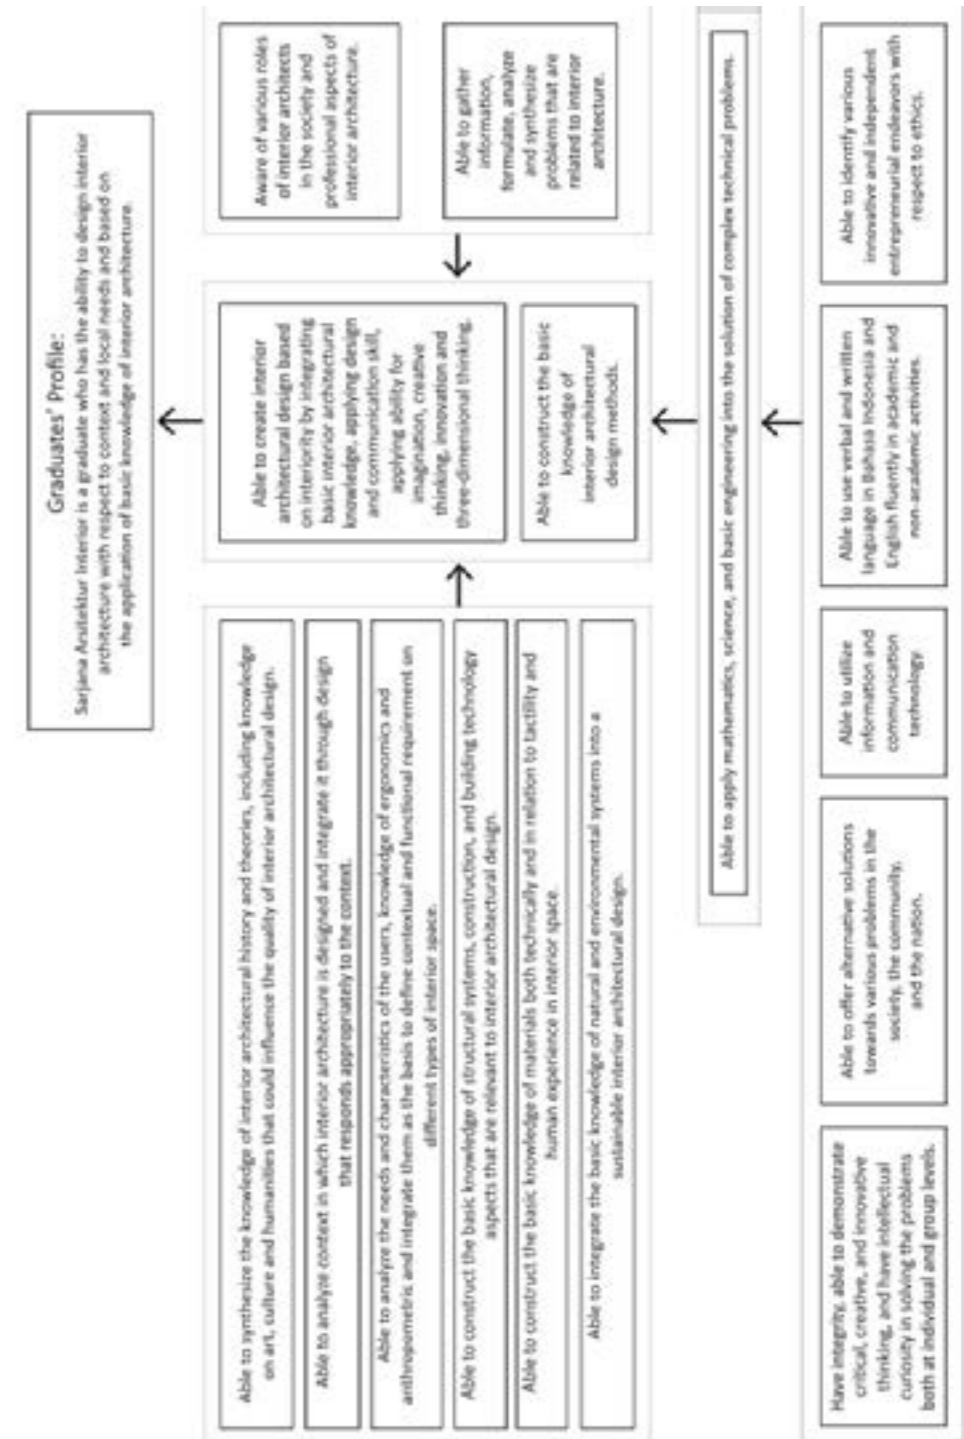 Graduates' Profile:
Sarjana Arsitektur Interior is a graduate who has the ability to design interior
architecture with respect to context and local needs and based on
the application of basic knowledge of interior architecture.
Able to synthesize the knowledge of interior architectural history and theories, including knowledge
on art, culture and humanities that could influence the quality of interior architectural design.
Able to analyze context in which interior architecture is designed and integrate it through design
that responds appropriately to the context.
Able to analyze the needs and characteristics of the users, knowledge of ergonomics and
anthropometric and integrate them as the basis to define contextual and functional requirement on
different types of interior space.
Able to construct the basic knowledge of structural systems, construction, and building technology
aspects that are relevant to interior architectural design.
Able to construct the basic knowledge of materials both technically and in relation to tactility and
human experience in interior space.
Able to integrate the basic knowledge of natural and environmental systems into a
sustainable interior architectural design.
Able to create interior
architectural design based
on interiority by integrating
basic interior architectural
knowledge, applying design
and communication skill,
applying ability for
imagination, creative
thinking, innovation and
three-dimensional thinking.
Able to construct the basic
knowledge of
interior architectural
design methods.
Aware of various roles
of interior architects
in the society and
professional aspects of
interior architecture.
Able to gather
information,
formulate, analyze
and synthesize
problems that are
related to interior
architecture.
Able to apply mathematics, science, and basic engineering into the solution of complex technical problems.
Have integrity, able to demonstrate
critical, creative, and innovative
thinking, and have intellectual
curiosity in solving the problems
both at individual and group levels.
Able to offer alternative solutions
towards various problems in the
society, the community,
and the nation.
Able to utilize
information and
communication
technology
Able to use verbal and written
language in Bahasa Indonesia and
English fluently in academic and
non-academic activities.
Able to identify various
innovative and independent
entrepreneurial endeavors with
respect to ethics.